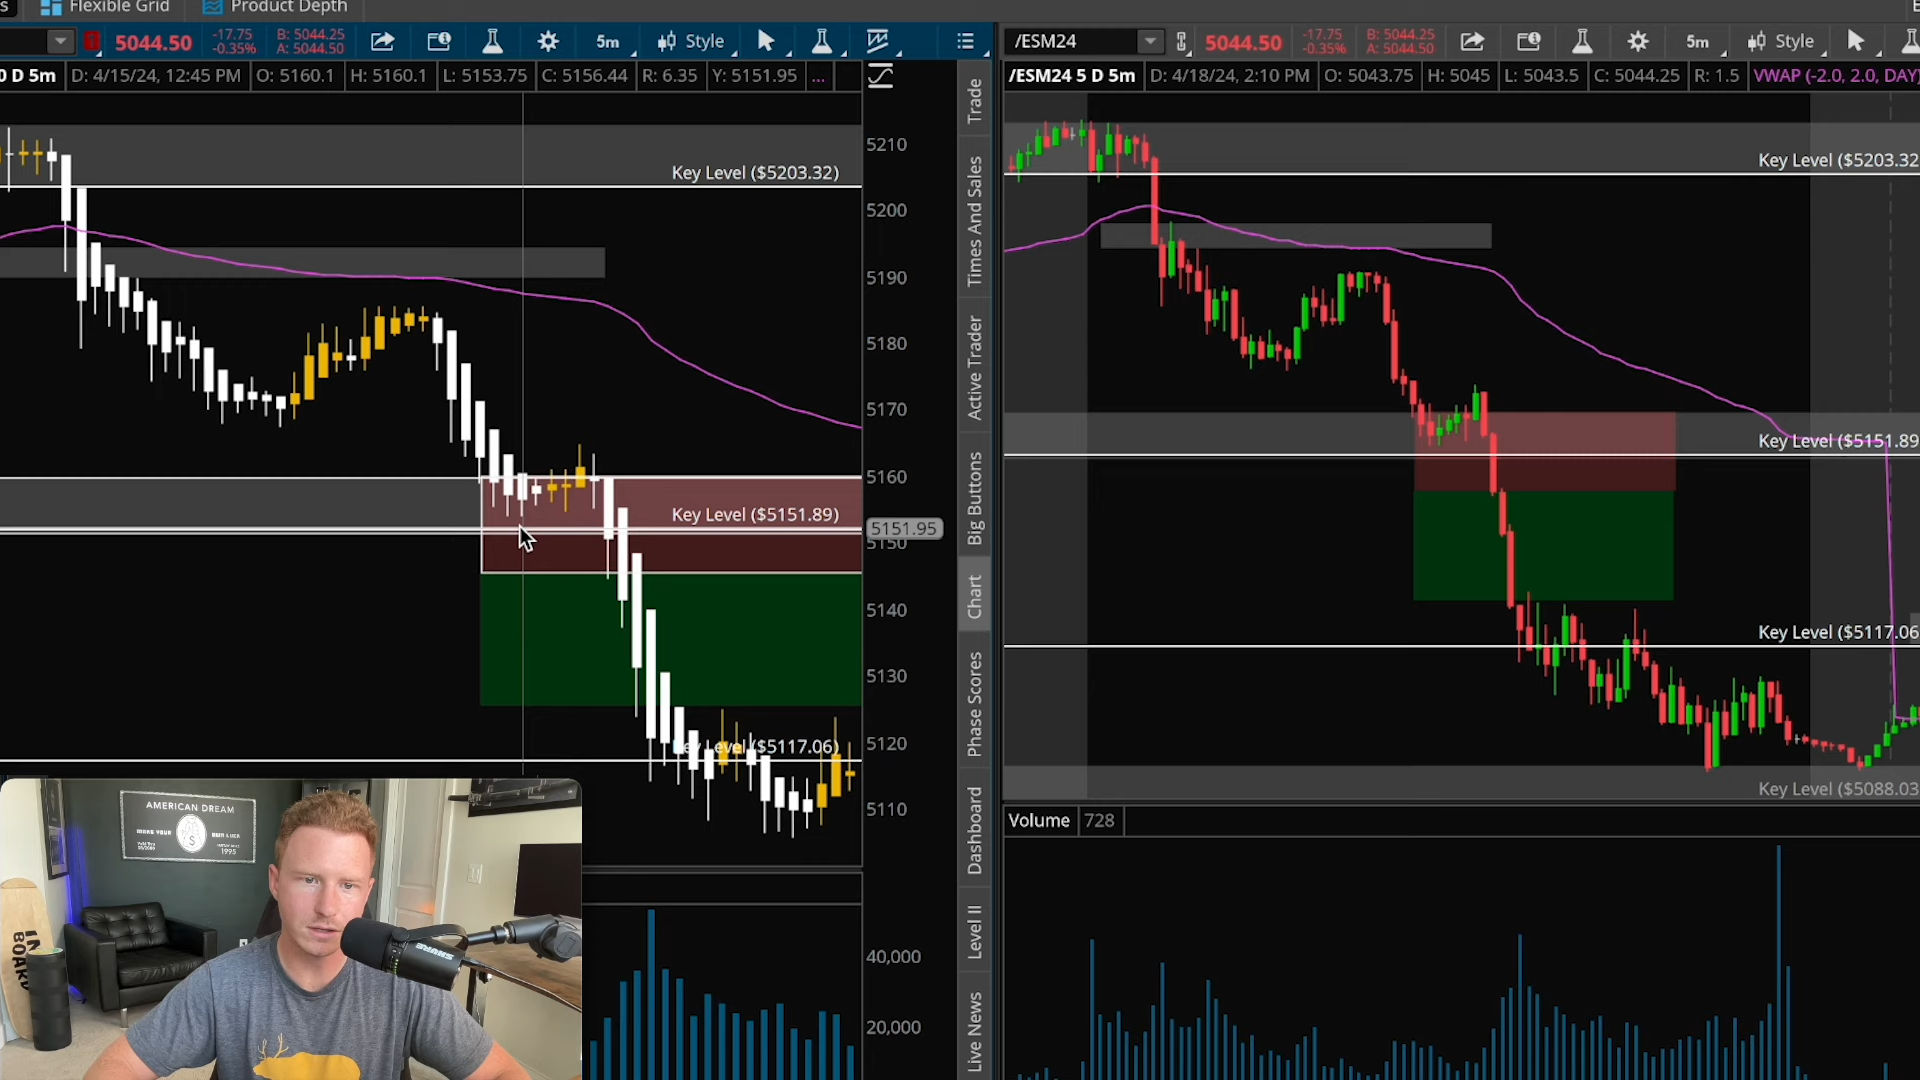 s
Flexible Grid
Product Depth
5044.50
-17.75
-0.35%
B: 5044.25
A: 5044.50
5m
Style
/ESM24
5044.50
-17.75
-0.35%
B: 5044.25
A: 5044.50
5m
Style
0 D 5m
D: 4/15/24, 12:45 PM
O: 5160.1
H: 5160.1
L: 5153.75
C: 5156.44
R: 6.35
Y: 5151.95
...
/ESM24 5 D 5m
D: 4/18/24, 2:10 PM
O: 5043.75
H: 5045
L: 5043.5
C: 5044.25
R: 1.5
VWAP (-2.0, 2.0, DAY)
Key Level ($5203.32)
Key Level ($5151.89)
Key Level ($5117.06)
5210
5200
5190
5180
5170
5160
5151.95
5150
5140
5130
5120
5110
40,000
20,000
Trade
Times And Sales
Active Trader
Big Buttons
Chart
Phase Scores
Dashboard
Level II
Live News
Key Level ($5203.32
Key Level ($5151.89
Key Level ($5117.06
Key Level ($5088.03
Volume
728
AMERICAN DREAM
MAKE YOUR
OWN LUCK
1995
SHURE